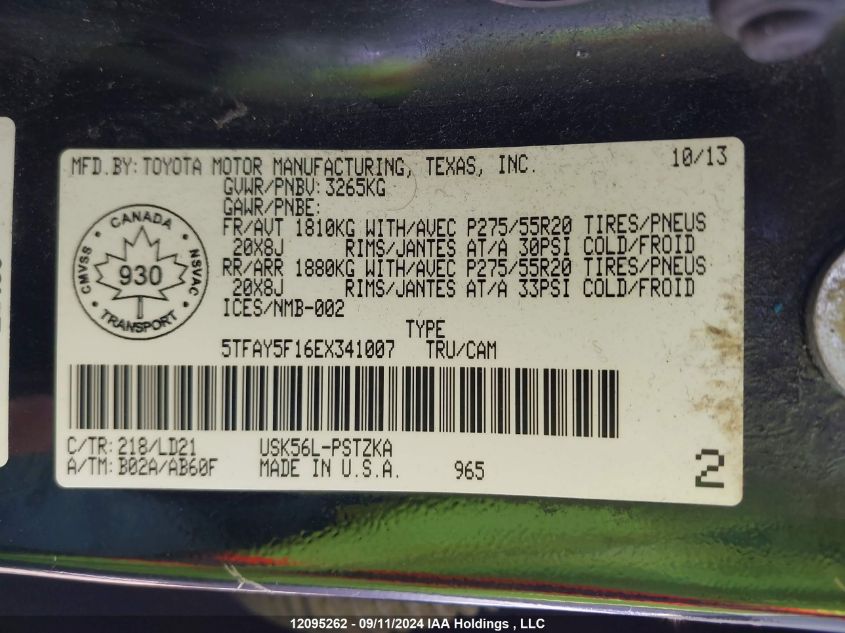 MFD.BY: TOYOTA MOTOR MANUFACTURING, TEXAS, INC. 10/13
GVWR/PNBV: 3265KG
GAWR/PNBE:
FR/AVT 1810KG WITH/AVEC P275/55R20 TIRES/PNEUS
20X8J RIMS/JANTES AT/A 30PSI COLD/FROID
RR/ARR 1880KG WITH/AVEC P275/55R20 TIRES/PNEUS
20X8J RIMS/JANTES AT/A 33PSI COLD/FROID
ICES/NMB-002
CANADA
CMVSS 930 NSVAC
TRANSPORT
TYPE
5TFAY5F16EX341007 TRU/CAM
C/TR: 218/LD21 USK56L-PSTZKA
A/TM: B02A/AB60F MADE IN U.S.A. 965 2
12095262 - 09/11/2024 IAA Holdings, LLC